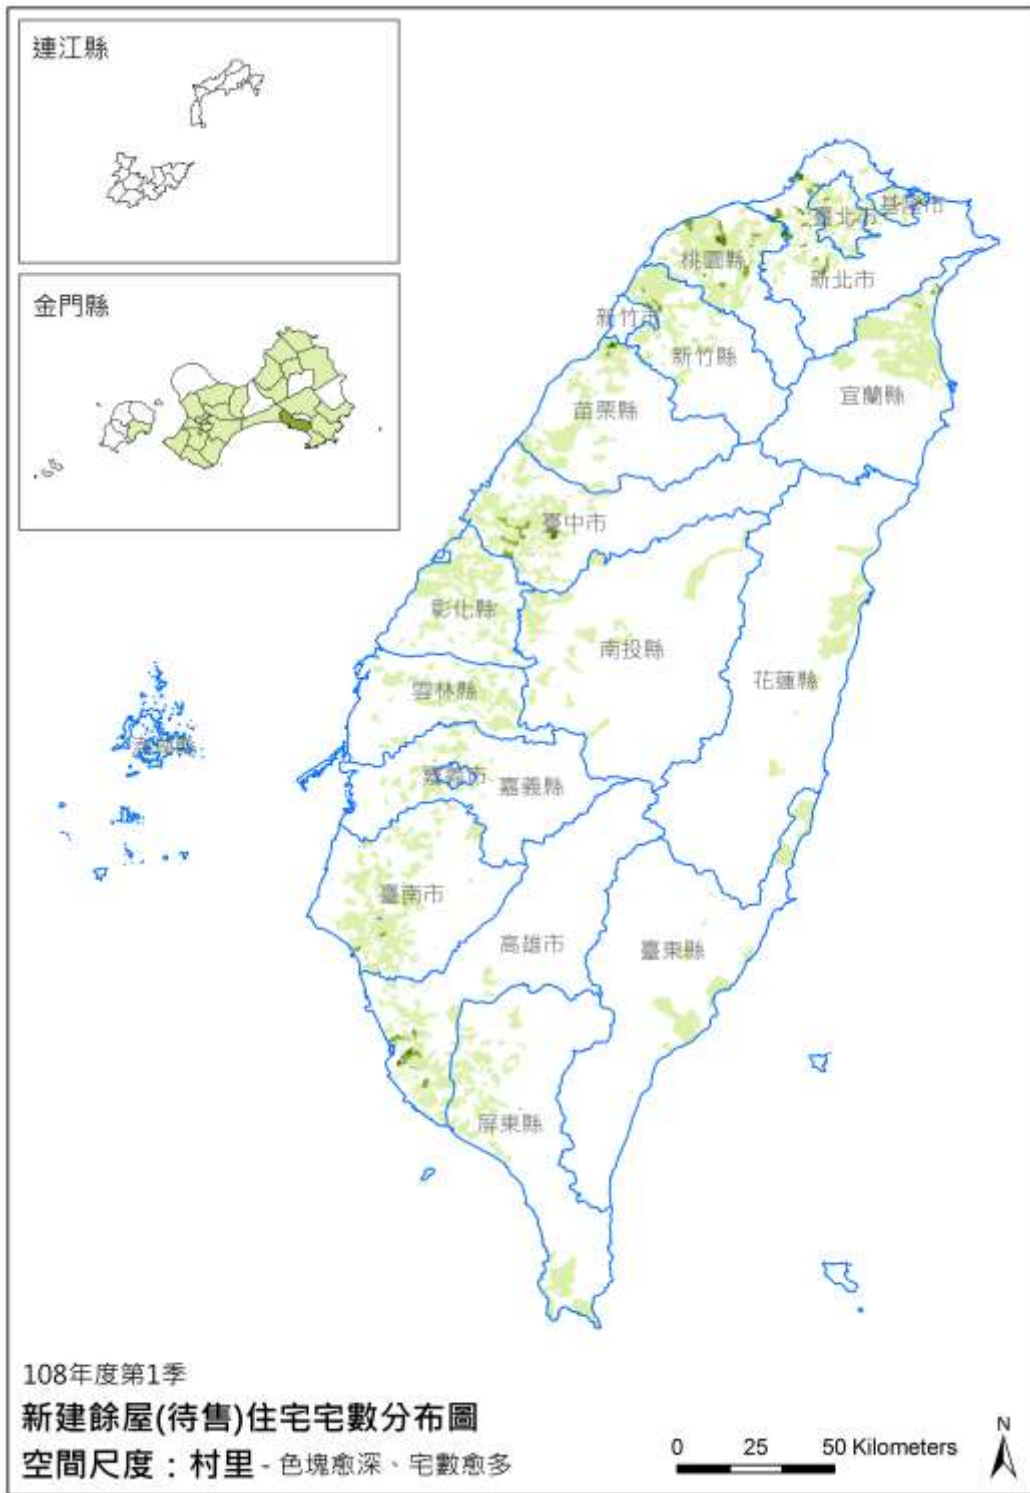 連江縣
金門縣
基隆市
臺北市
桃園縣
新北市
新竹市
新竹縣
宜蘭縣
苗栗縣
臺中市
彰化縣
南投縣
花蓮縣
雲林縣
嘉義市
嘉義縣
臺南市
高雄市
臺東縣
屏東縣
108年度第1季
新建餘屋(待售)住宅宅數分布圖
空間尺度：村里 - 色塊愈深、宅數愈多
0 25 50 Kilometers
N